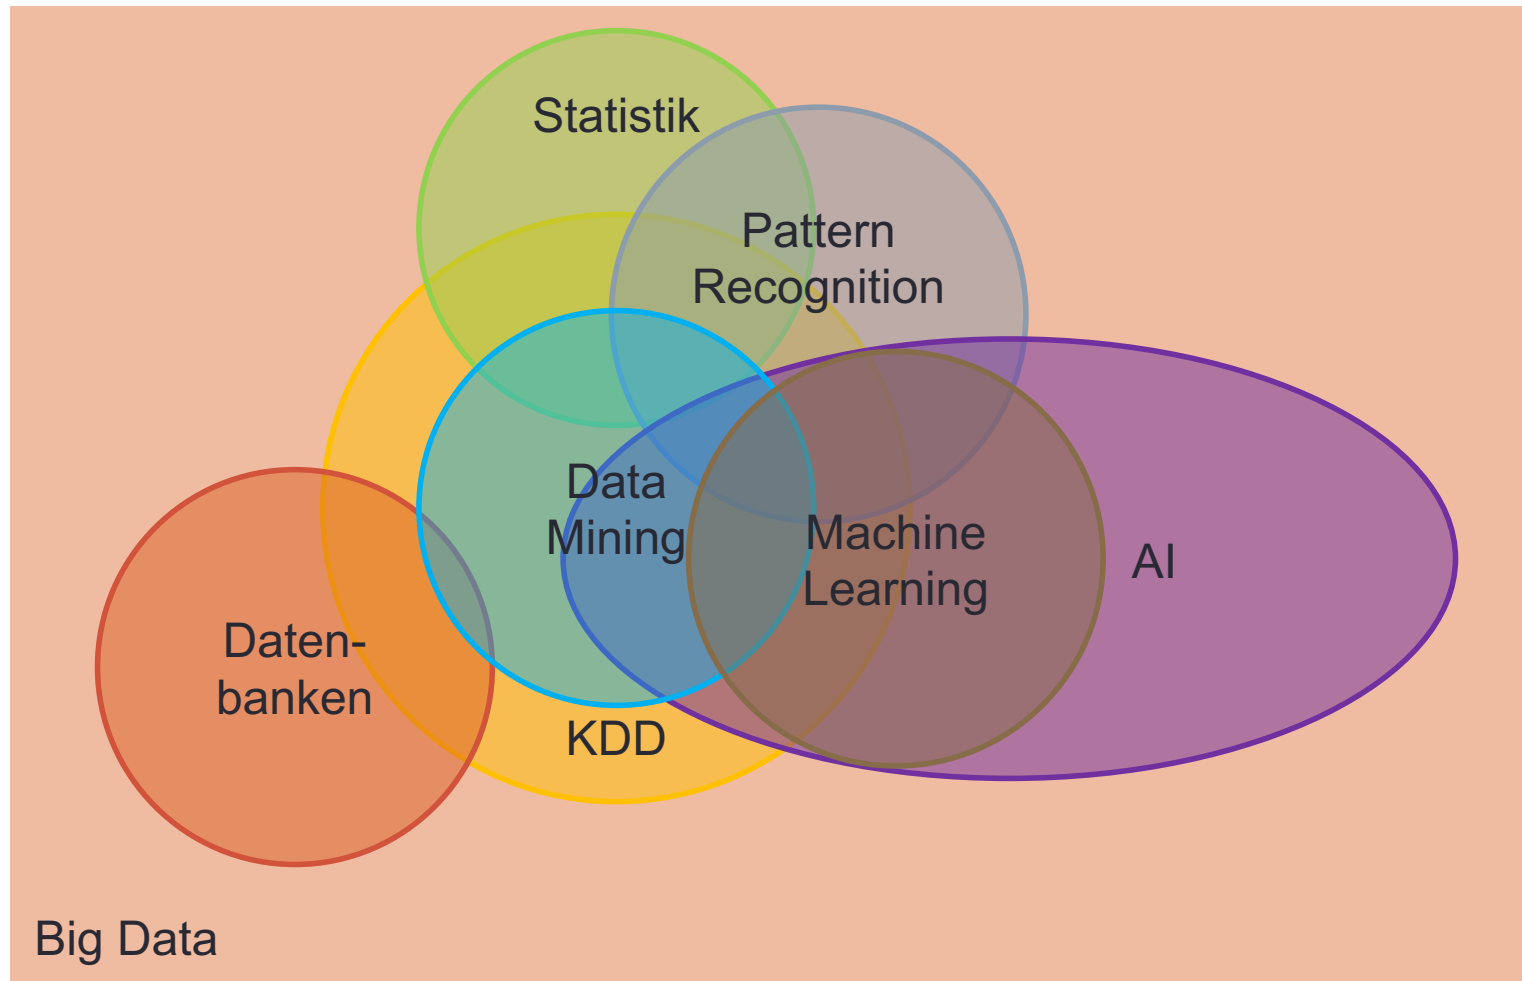 Statistik
Pattern
Recognition
Data
Mining
Machine
Learning
AI
Daten-
banken
KDD
Big Data